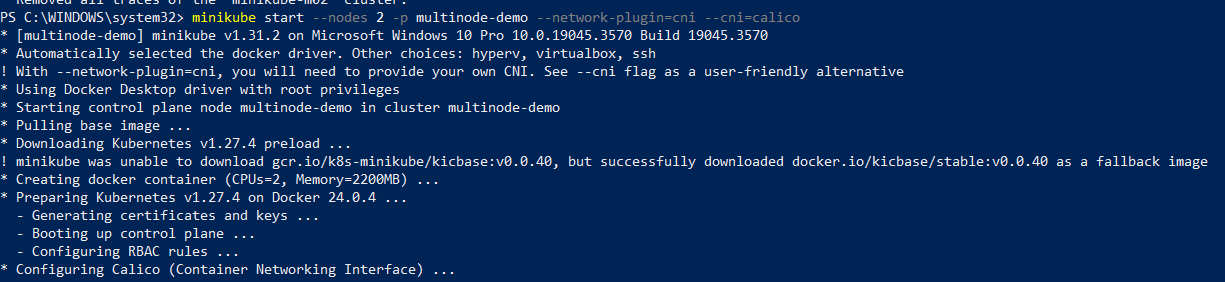 Removed all traces of the "minikube-m02" cluster.
PS C:\WINDOWS\system32> minikube start --nodes 2 -p multinode-demo --network-plugin=cni --cni=calico
* [multinode-demo] minikube v1.31.2 on Microsoft Windows 10 Pro 10.0.19045.3570 Build 19045.3570
* Automatically selected the docker driver. Other choices: hyperv, virtualbox, ssh
! With --network-plugin=cni, you will need to provide your own CNI. See --cni flag as a user-friendly alternative
* Using Docker Desktop driver with root privileges
* Starting control plane node multinode-demo in cluster multinode-demo
* Pulling base image ...
* Downloading Kubernetes v1.27.4 preload ...
! minikube was unable to download gcr.io/k8s-minikube/kicbase:v0.0.40, but successfully downloaded docker.io/kicbase/stable:v0.0.40 as a fallback image
* Creating docker container (CPUs=2, Memory=2200MB) ...
* Preparing Kubernetes v1.27.4 on Docker 24.0.4 ...
  - Generating certificates and keys ...
  - Booting up control plane ...
  - Configuring RBAC rules ...
* Configuring Calico (Container Networking Interface) ...